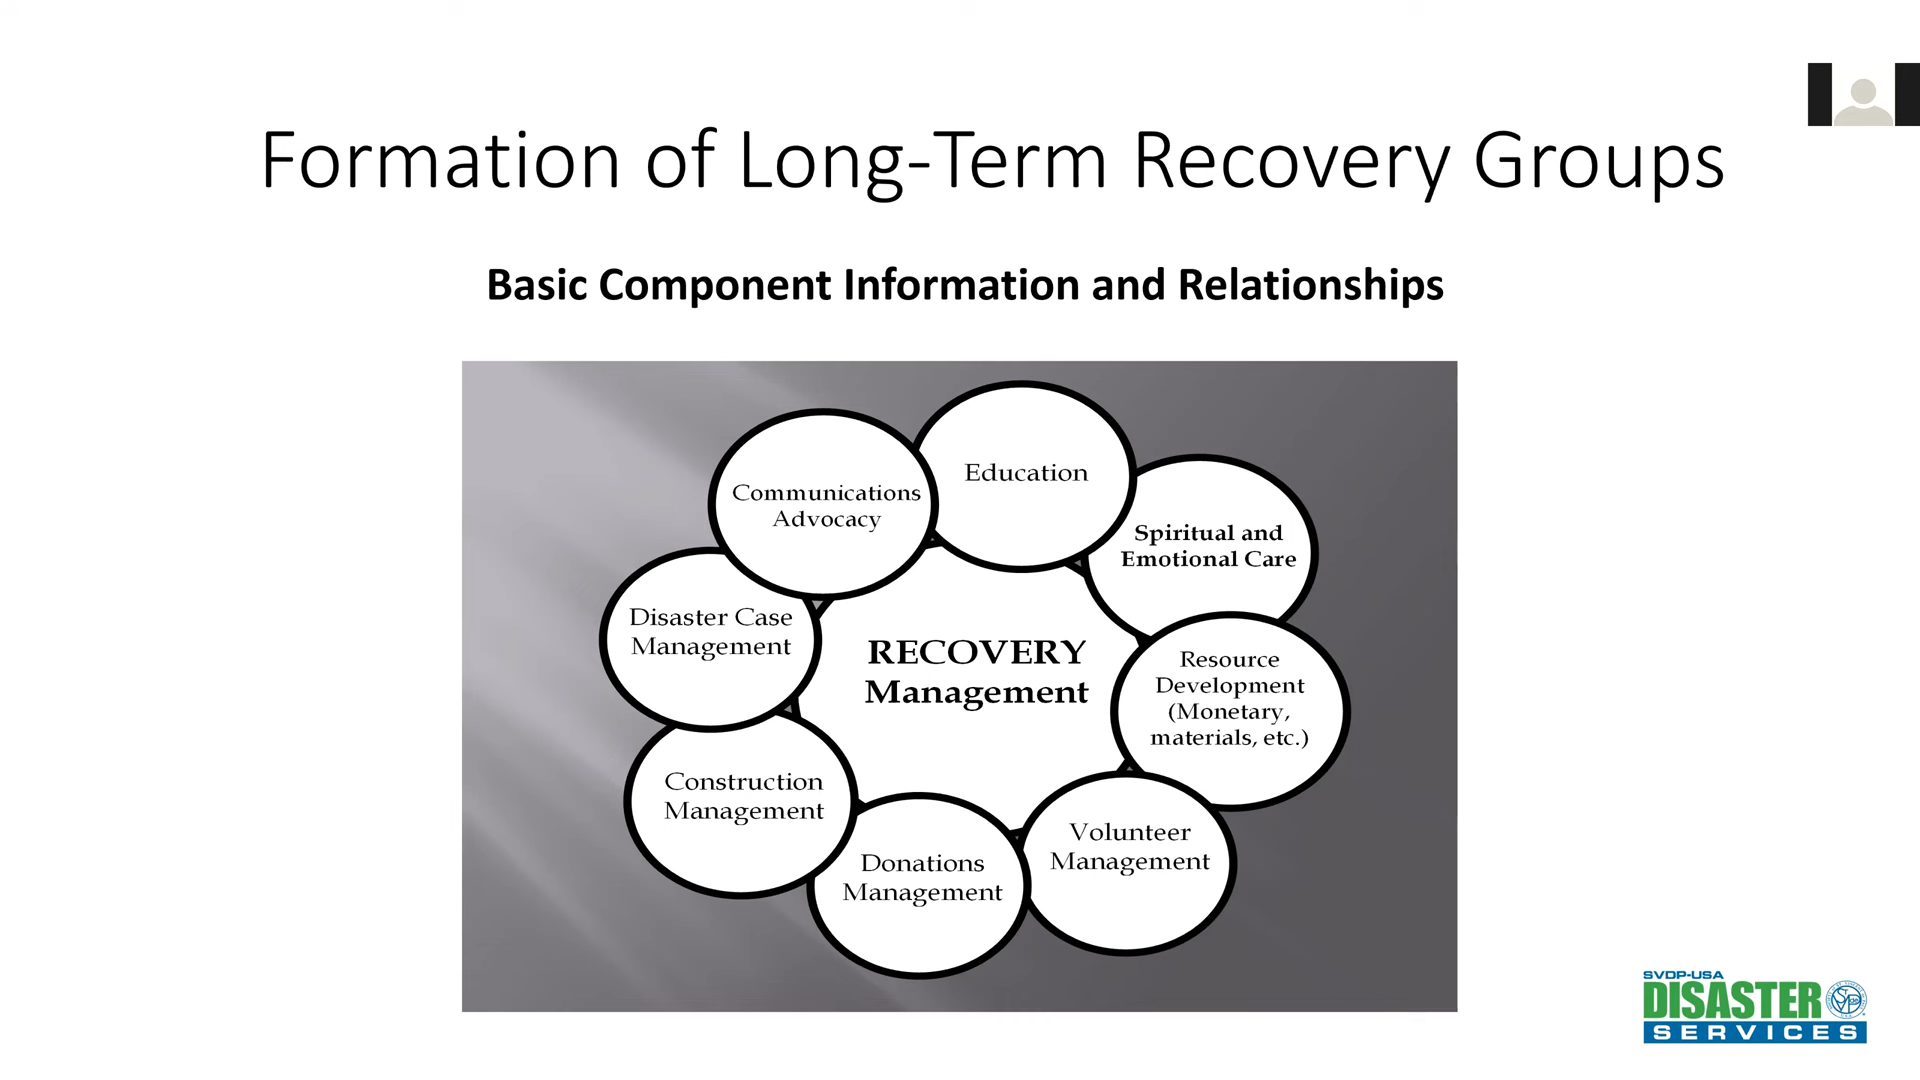 Formation of Long-Term Recovery Groups
Basic Component Information and Relationships
Education
Communications
Advocacy
Spiritual and
Emotional Care
Disaster Case
Management
RECOVERY
Management
Resource
Development
(Monetary,
materials, etc.)
Construction
Management
Volunteer
Management
Donations
Management
SVDP-USA
DISASTER
SERVICES